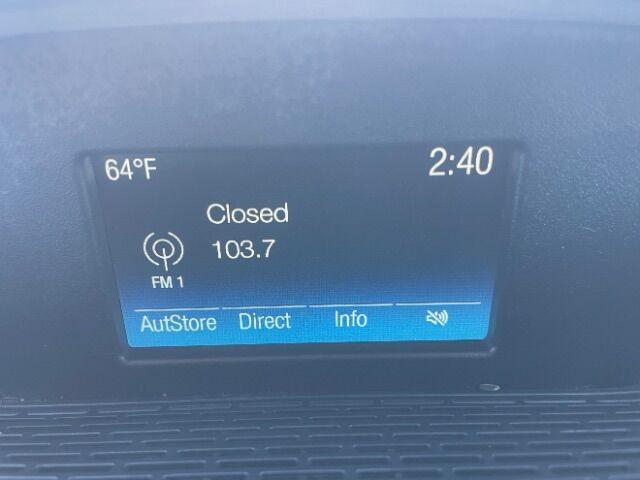 64°F 2:40
Closed
103.7
FM 1
AutStore Direct Info